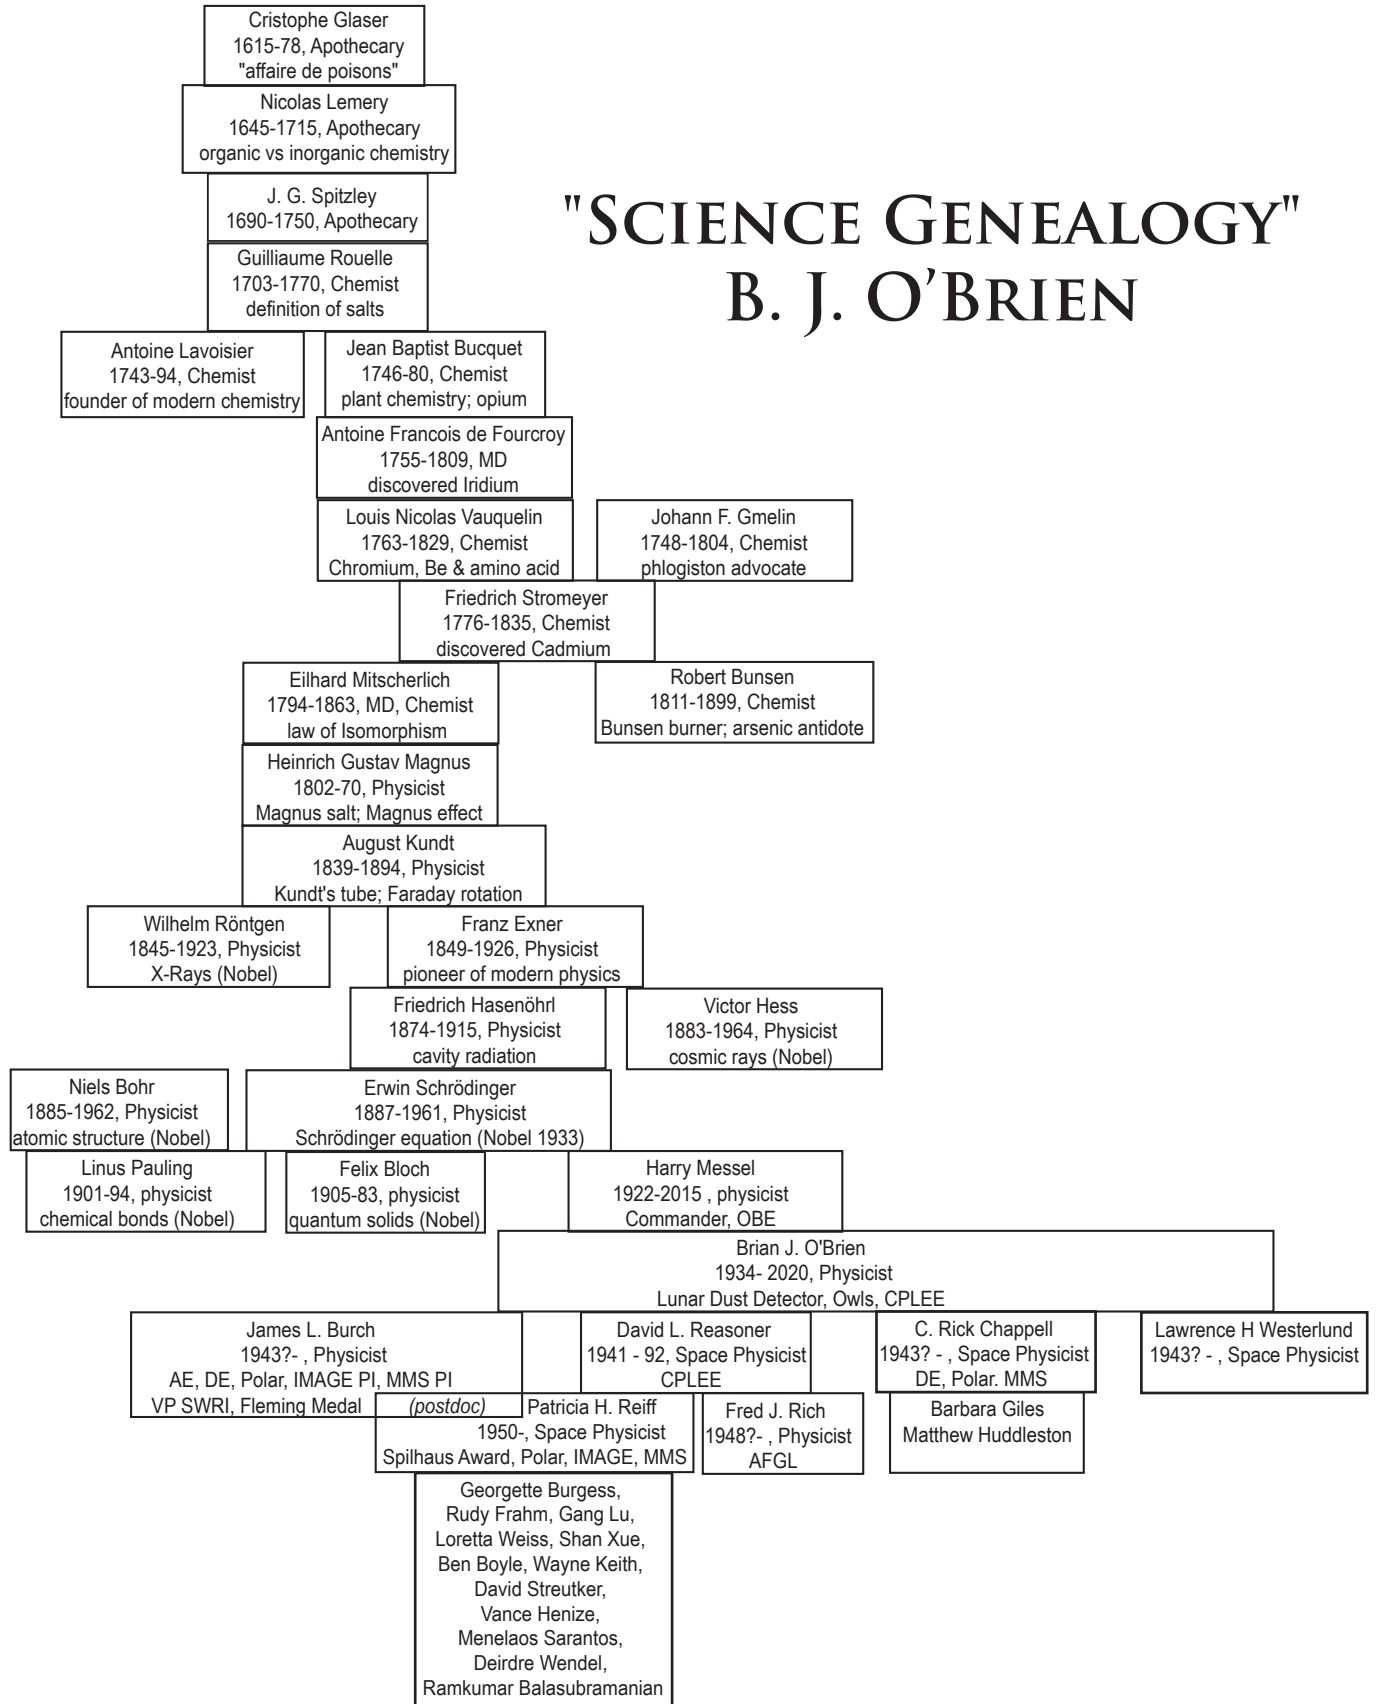 Cristophe Glaser
1615-78, Apothecary
"affaire de poisons"
Nicolas Lemery
1645-1715, Apothecary
organic vs inorganic chemistry
J. G. Spitzley
1690-1750, Apothecary
"Science Genealogy"
B. J. O'Brien
Guilliaume Rouelle
1703-1770, Chemist
definition of salts
Antoine Lavoisier
1743-94, Chemist
founder of modern chemistry
Jean Baptist Bucquet
1746-80, Chemist
plant chemistry; opium
Antoine Francois de Fourcroy
1755-1809, MD
discovered Iridium
Louis Nicolas Vauquelin
1763-1829, Chemist
Chromium, Be & amino acid
Johann F. Gmelin
1748-1804, Chemist
phlogiston advocate
Friedrich Stromeyer
1776-1835, Chemist
discovered Cadmium
Eilhard Mitscherlich
1794-1863, MD, Chemist
law of Isomorphism
Robert Bunsen
1811-1899, Chemist
Bunsen burner; arsenic antidote
Heinrich Gustav Magnus
1802-70, Physicist
Magnus salt; Magnus effect
August Kundt
1839-1894, Physicist
Kundt's tube; Faraday rotation
Wilhelm Röntgen
1845-1923, Physicist
X-Rays (Nobel)
Franz Exner
1849-1926, Physicist
pioneer of modern physics
Friedrich Hasenöhrl
1874-1915, Physicist
cavity radiation
Victor Hess
1883-1964, Physicist
cosmic rays (Nobel)
Niels Bohr
1885-1962, Physicist
atomic structure (Nobel)
Erwin Schrödinger
1887-1961, Physicist
Schrödinger equation (Nobel 1933)
Linus Pauling
1901-94, physicist
chemical bonds (Nobel)
Felix Bloch
1905-83, physicist
quantum solids (Nobel)
Harry Messel
1922-2015 , physicist
Commander, OBE
Brian J. O'Brien
1934- 2020, Physicist
Lunar Dust Detector, Owls, CPLEE
James L. Burch
1943?- , Physicist
AE, DE, Polar, IMAGE PI, MMS PI
VP SWRI, Fleming Medal
David L. Reasoner
1941 - 92, Space Physicist
CPLEE
C. Rick Chappell
1943? - , Space Physicist
DE, Polar. MMS
Lawrence H Westerlund
1943? - , Space Physicist
(postdoc) Patricia H. Reiff
1950-, Space Physicist
Spilhaus Award, Polar, IMAGE, MMS
Fred J. Rich
1948?- , Physicist
AFGL
Barbara Giles
Matthew Huddleston
Georgette Burgess,
Rudy Frahm, Gang Lu,
Loretta Weiss, Shan Xue,
Ben Boyle, Wayne Keith,
David Streutker,
Vance Henize,
Menelaos Sarantos,
Deirdre Wendel,
Ramkumar Balasubramanian